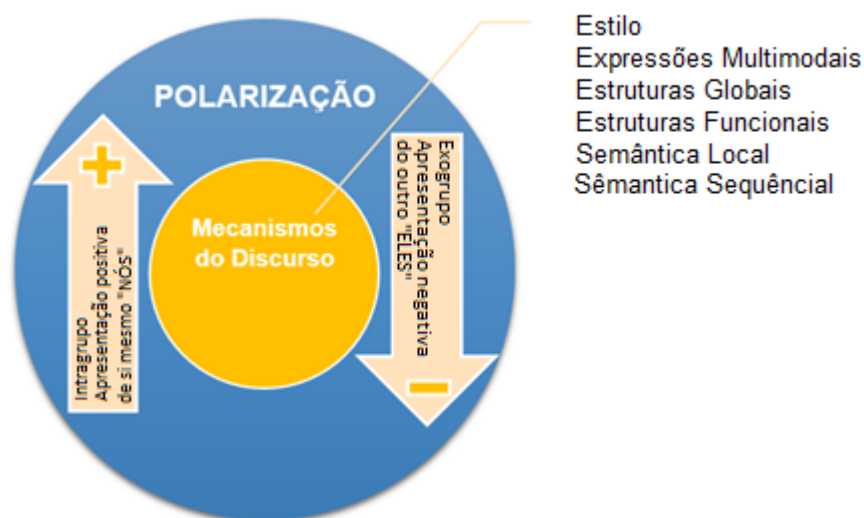 POLARIZAÇÃO
Intragrupo
Apresentação positiva
de si mesmo "NÓS"
Mecanismos
do Discurso
Exogrupo
Apresentação negativa
do outro "ELES"
Estilo
Expressões Multimodais
Estruturas Globais
Estruturas Funcionais
Semântica Local
Sêmantica Sequêncial